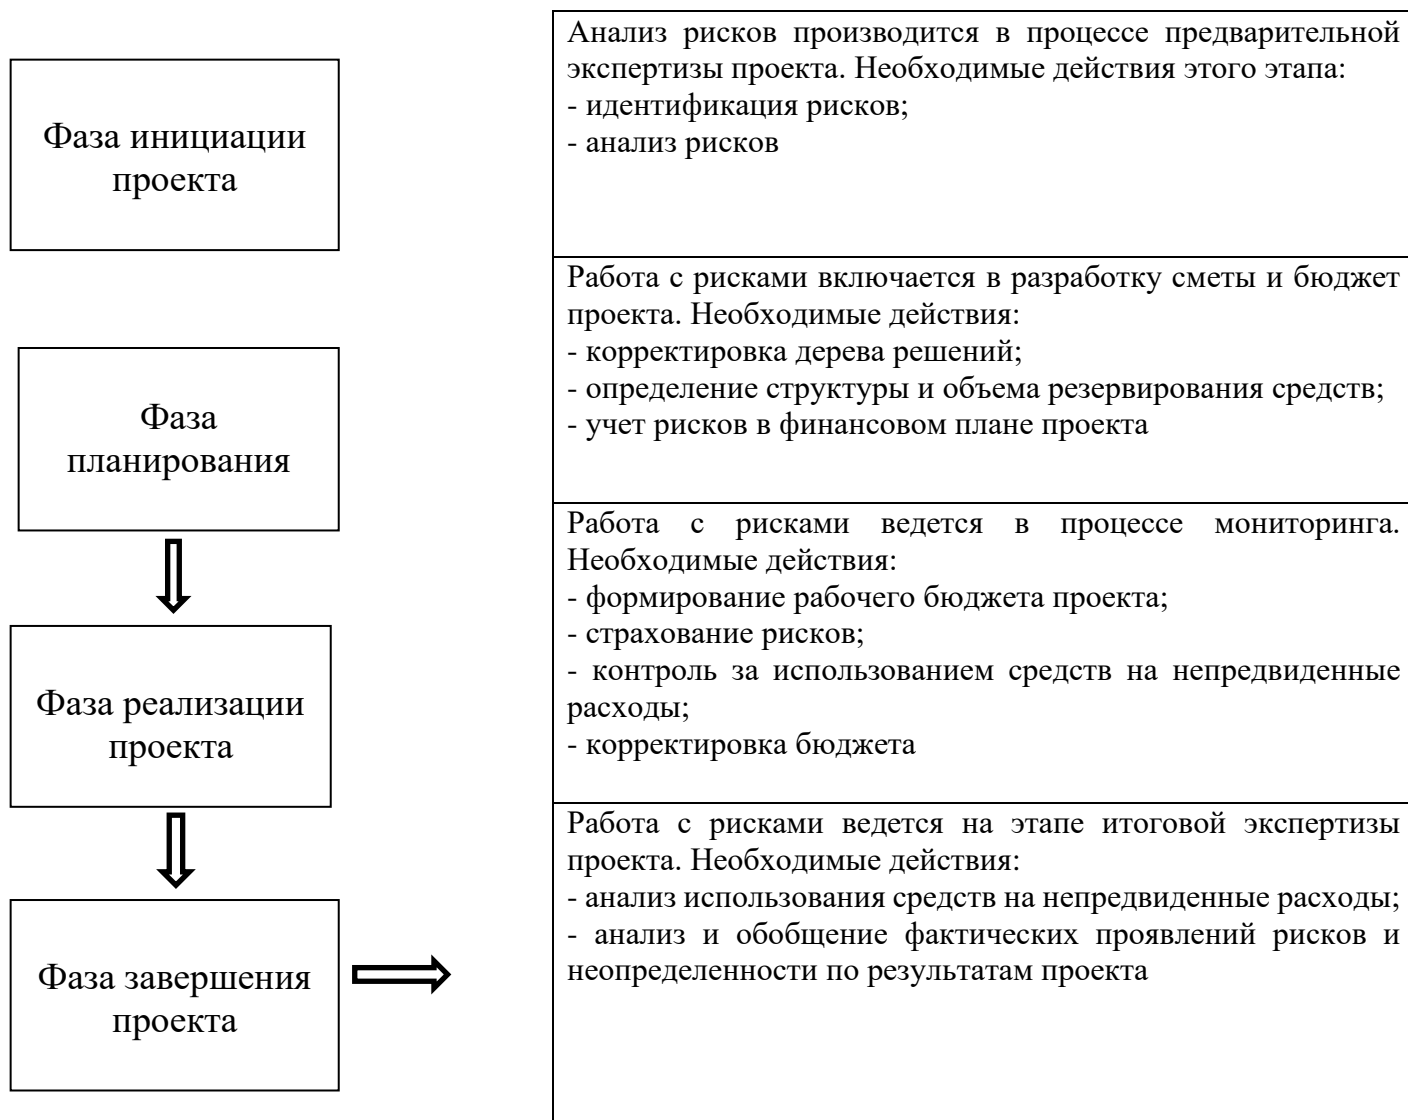 Фаза инициации
проекта
Анализ рисков производится в процессе предварительной
экспертизы проекта. Необходимые действия этого этапа:
- идентификация рисков;
- анализ рисков
Фаза
планирования
Работа с рисками включается в разработку сметы и бюджет
проекта. Необходимые действия:
- корректировка дерева решений;
- определение структуры и объема резервирования средств;
- учет рисков в финансовом плане проекта
Фаза реализации
проекта
Работа с рисками ведется в процессе мониторинга.
Необходимые действия:
- формирование рабочего бюджета проекта;
- страхование рисков;
- контроль за использованием средств на непредвиденные
расходы;
- корректировка бюджета
Фаза завершения
проекта
Работа с рисками ведется на этапе итоговой экспертизы
проекта. Необходимые действия:
- анализ использования средств на непредвиденные расходы;
- анализ и обобщение фактических проявлений рисков и
неопределенности по результатам проекта